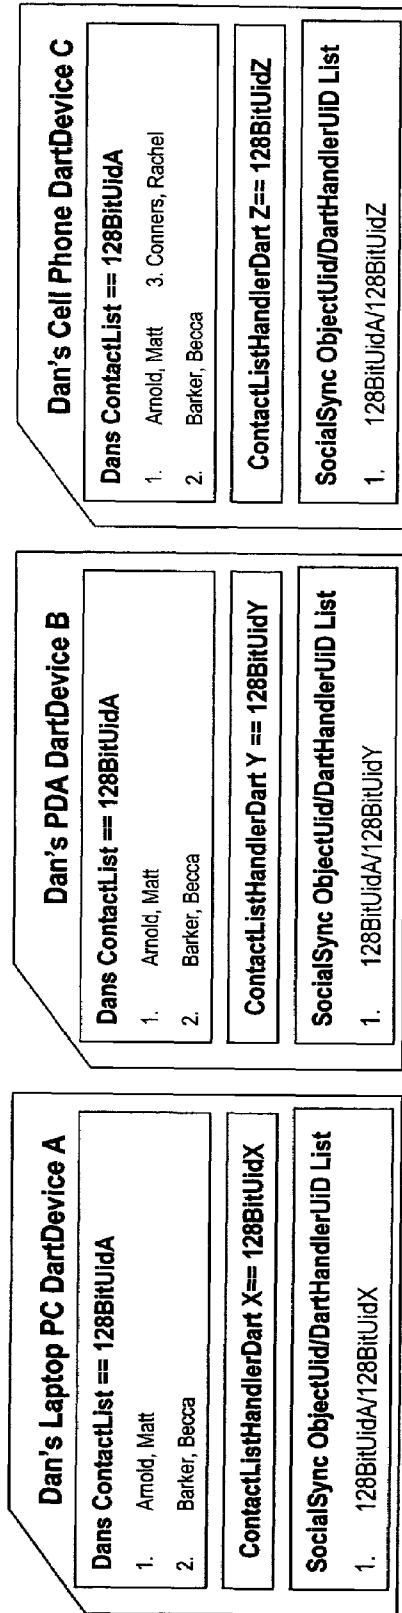 Dan's Laptop PC DartDevice A
Dans ContactList == 128BitUidA
1. Arnold, Matt
2. Barker, Becca
ContactListHandlerDart X== 128BitUidX
SocialSync ObjectUid/DartHandlerUiD List
1. 128BitUidA/128BitUidX
Dan's PDA DartDevice B
Dans ContactList == 128BitUidA
1. Arnold, Matt
2. Barker, Becca
ContactListHandlerDart Y == 128BitUidY
SocialSync ObjectUid/DartHandlerUiD List
1. 128BitUidA/128BitUidY
Dan's Cell Phone DartDevice C
Dans ContactList == 128BitUidA
1. Arnold, Matt 3. Conners, Rachel
2. Barker, Becca
ContactListHandlerDart Z== 128BitUidZ
SocialSync ObjectUid/DartHandlerUiD List
1. 128BitUidA/128BitUidZ